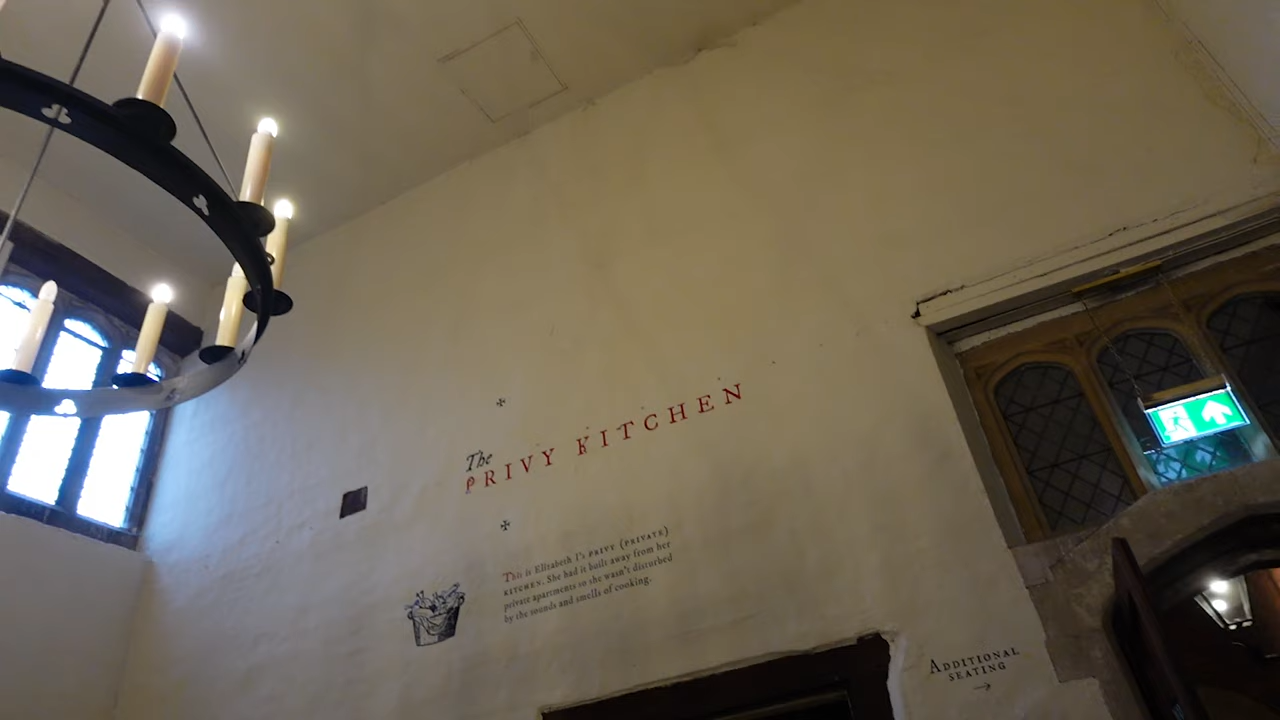 The
PRIVY KITCHEN
This is Elizabeth I's PRIVY (PRIVATE)
KITCHEN. She had it built away from her
private apartments so she wasn't disturbed
by the sounds and smells of cooking.
ADDITIONAL
SEATING
→